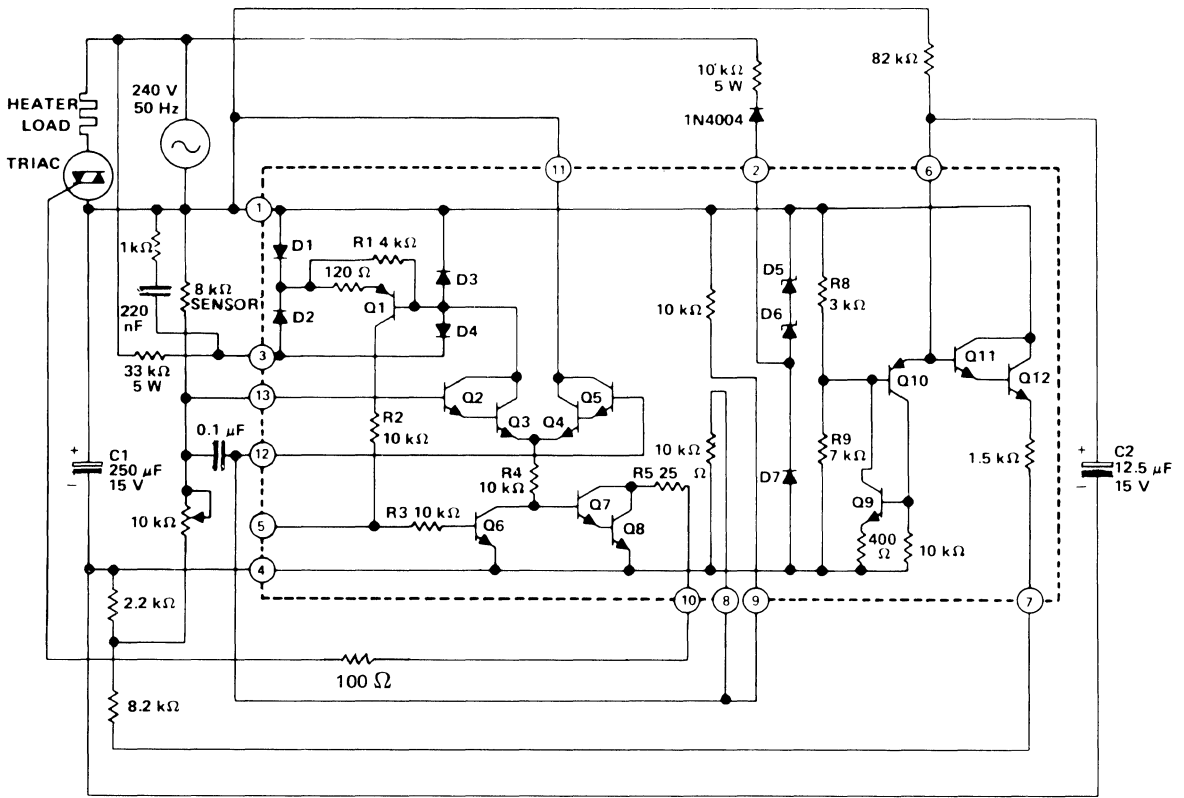 82 kΩ
10 kΩ
5 W
1N4004
240 V
50 Hz
HEATER
LOAD
TRIAC
11
2
6
1
1 kΩ
220
nF
8 kΩ
SENSOR
D1
D2
R1 4 kΩ
120 Ω
Q1
D3
D4
10 kΩ
D5
D6
R8
3 kΩ
Q11
Q12
Q10
3
33 kΩ
5 W
13
Q2
Q3
Q4
Q5
R2
10 kΩ
0.1 μF
12
C1
250 μF
15 V
+
–
R4
10 kΩ
R5 25
Ω
10 kΩ
D7
R9
7 kΩ
1.5 kΩ
+
–
C2
12.5 μF
15 V
10 kΩ
5
R3 10 kΩ
Q6
Q7
Q8
Q9
400
Ω
10 kΩ
4
2.2 kΩ
10
8
9
7
100 Ω
8.2 kΩ